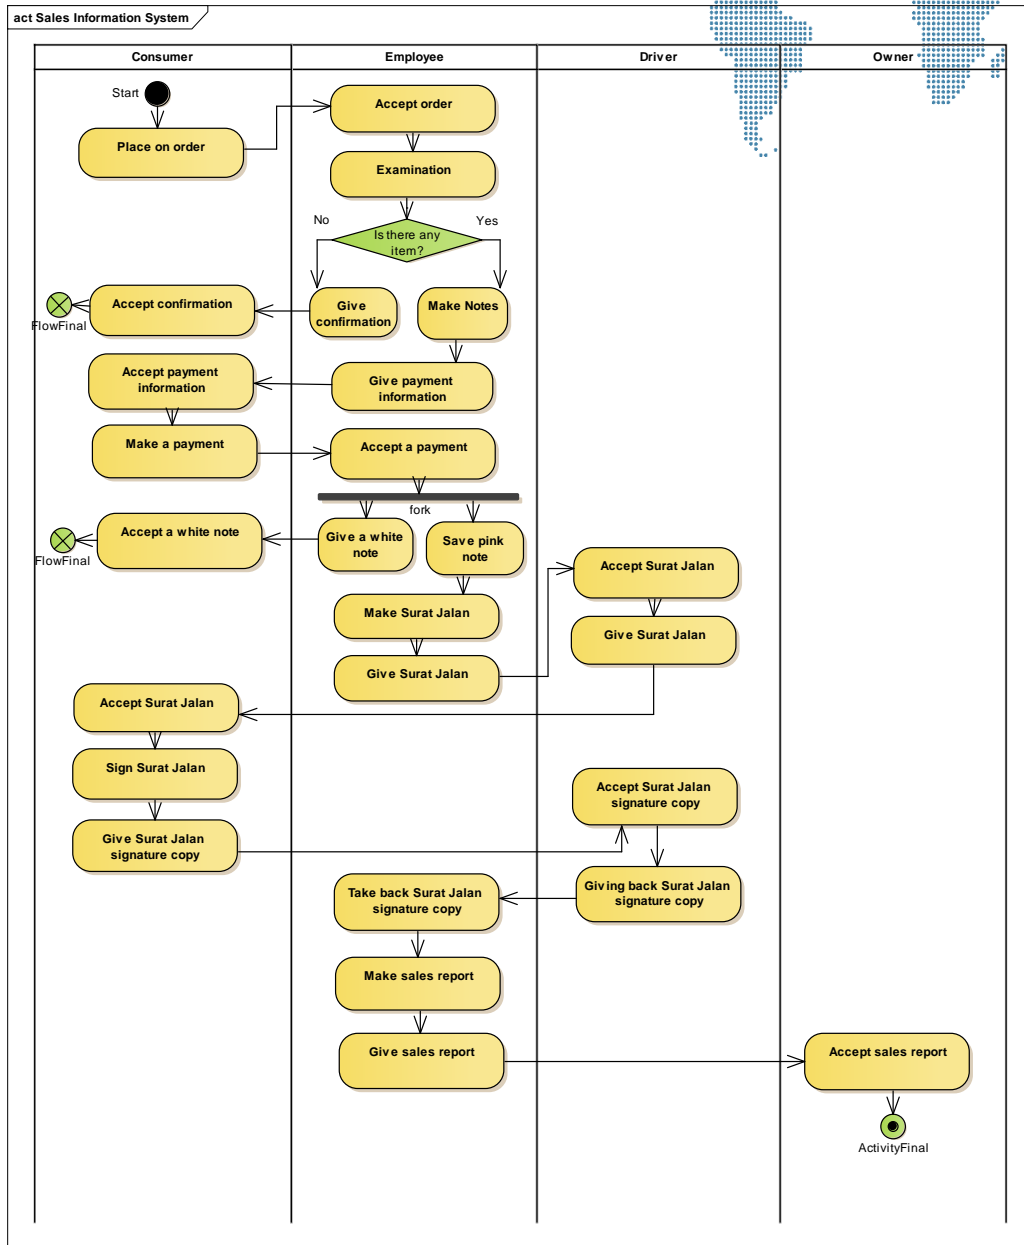 act Sales Information System
Consumer
Employee
Driver
Owner
Start
Place on order
Accept order
Examination
No
Yes
Is there any
item?
FlowFinal
Accept confirmation
Give
confirmation
Make Notes
Accept payment
information
Give payment
information
Make a payment
Accept a payment
fork
FlowFinal
Accept a white note
Give a white
note
Save pink
note
Accept Surat Jalan
Make Surat Jalan
Give Surat Jalan
Give Surat Jalan
Accept Surat Jalan
Sign Surat Jalan
Accept Surat Jalan
signature copy
Give Surat Jalan
signature copy
Giving back Surat Jalan
signature copy
Take back Surat Jalan
signature copy
Make sales report
Give sales report
Accept sales report
ActivityFinal